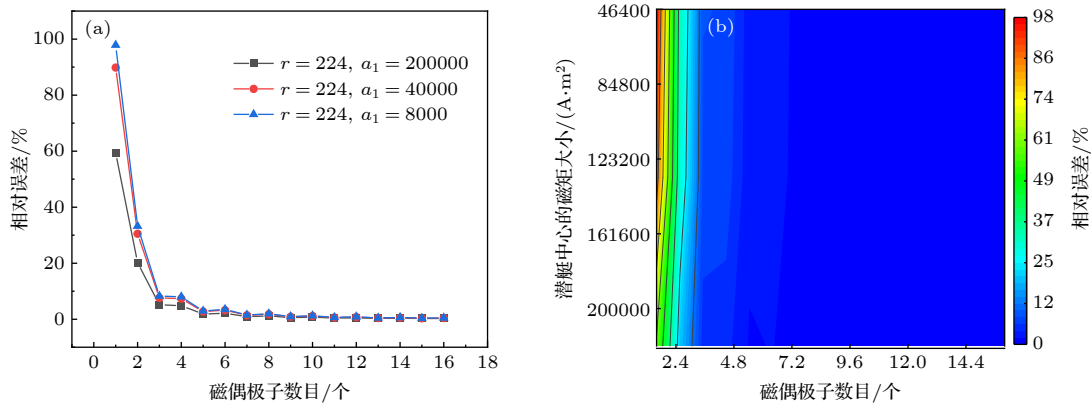 (a)
r = 224, a₁ = 200000
r = 224, a₁ = 40000
r = 224, a₁ = 8000
100
80
60
40
20
0
相对误差/%
0 2 4 6 8 10 12 14 16 18
磁偶极子数目/个
(b)
46400
84800
123200
161600
200000
潜艇中心的磁矩大小/(A·m²)
2.4 4.8 7.2 9.6 12.0 14.4
磁偶极子数目/个
98
86
74
61
49
37
25
12
0
相对误差/%